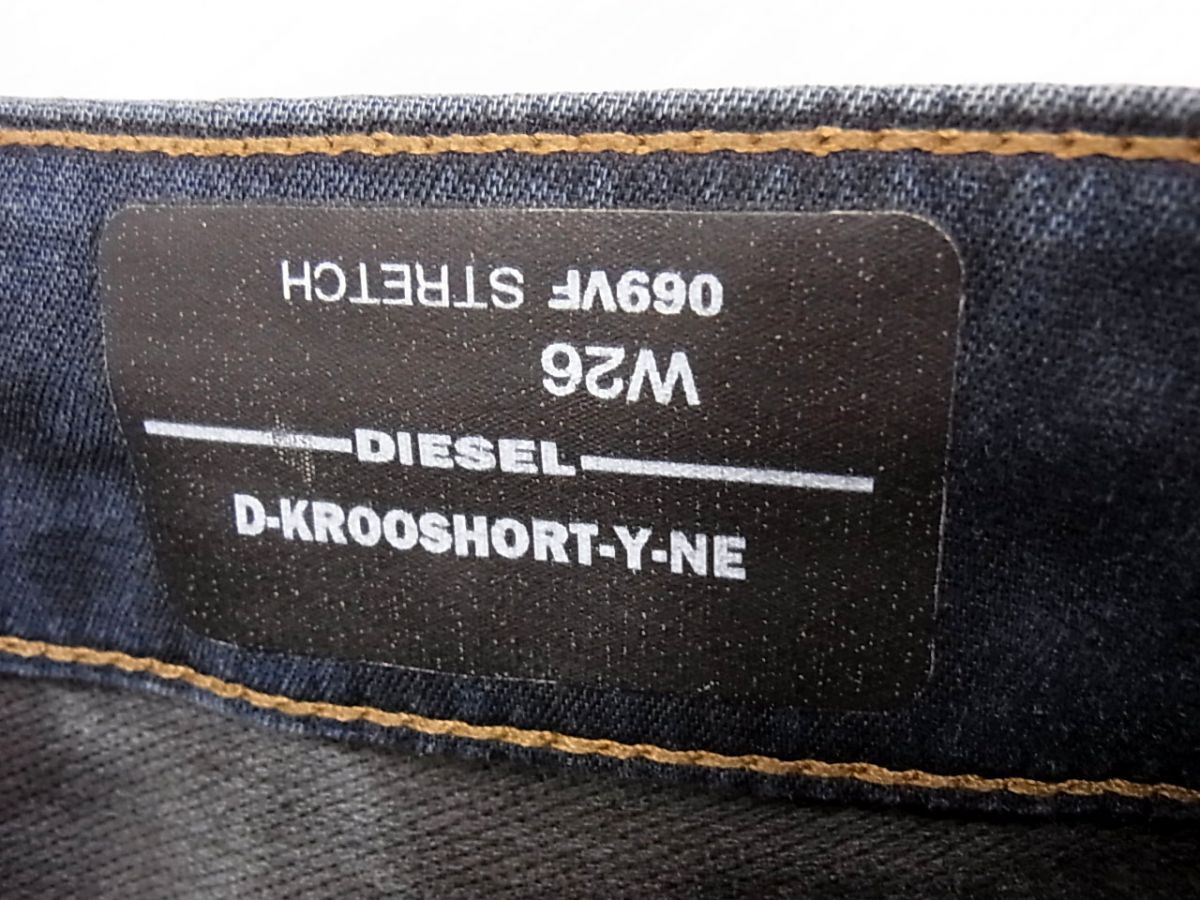 069VF STRETCH
W26
DIESEL
D-KROOSHORT-Y-NE